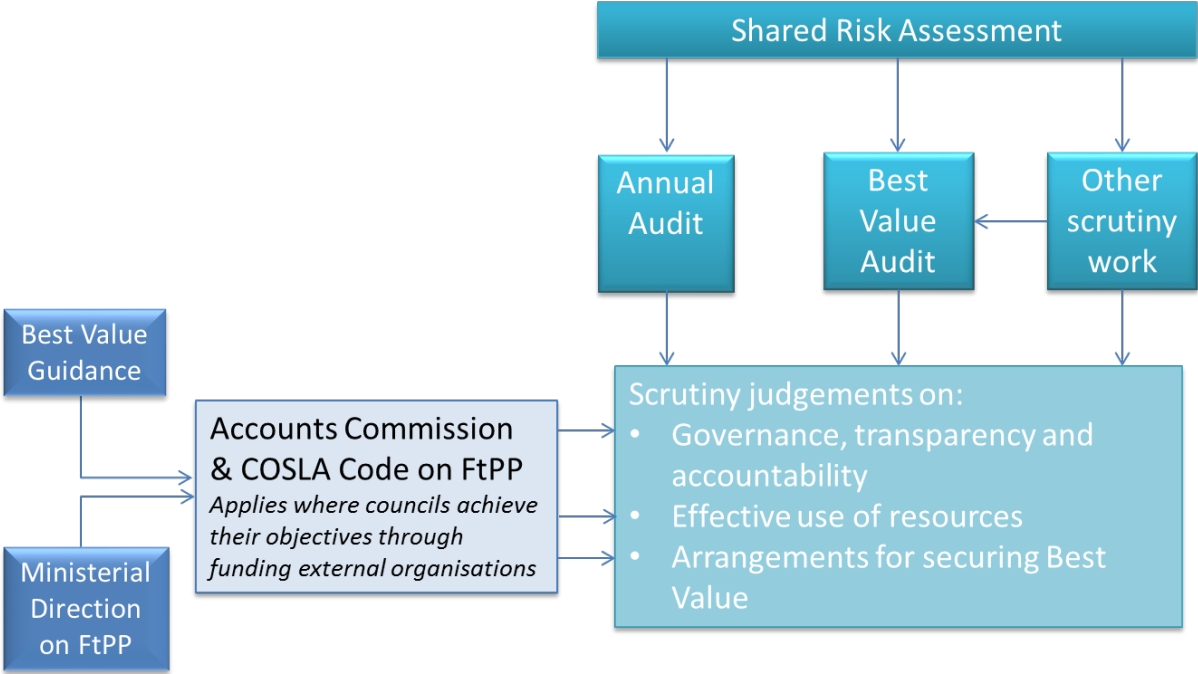 Shared Risk Assessment
Annual
Audit
Best
Value
Audit
Other
scrutiny
work
Best Value
Guidance
Accounts Commission
& COSLA Code on FtPP
Applies where councils achieve
their objectives through
funding external organisations
Ministerial
Direction
on FtPP
Scrutiny judgements on:
• Governance, transparency and
accountability
• Effective use of resources
• Arrangements for securing Best
Value